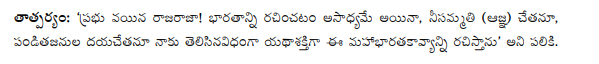 తాత్పర్యం: ‘ప్రభు వయిన రాజరాజా! భారతాన్ని రచించటం అసాధ్యమే అయినా, నీసమ్మతి (ఆజ్ఞ) చేతనూ,
పండితజనుల దయచేతనూ నాకు తెలిసినవిధంగా యథాశక్తిగా ఈ మహాభారతకావ్యాన్ని రచిస్తాను’ అని పలికి.